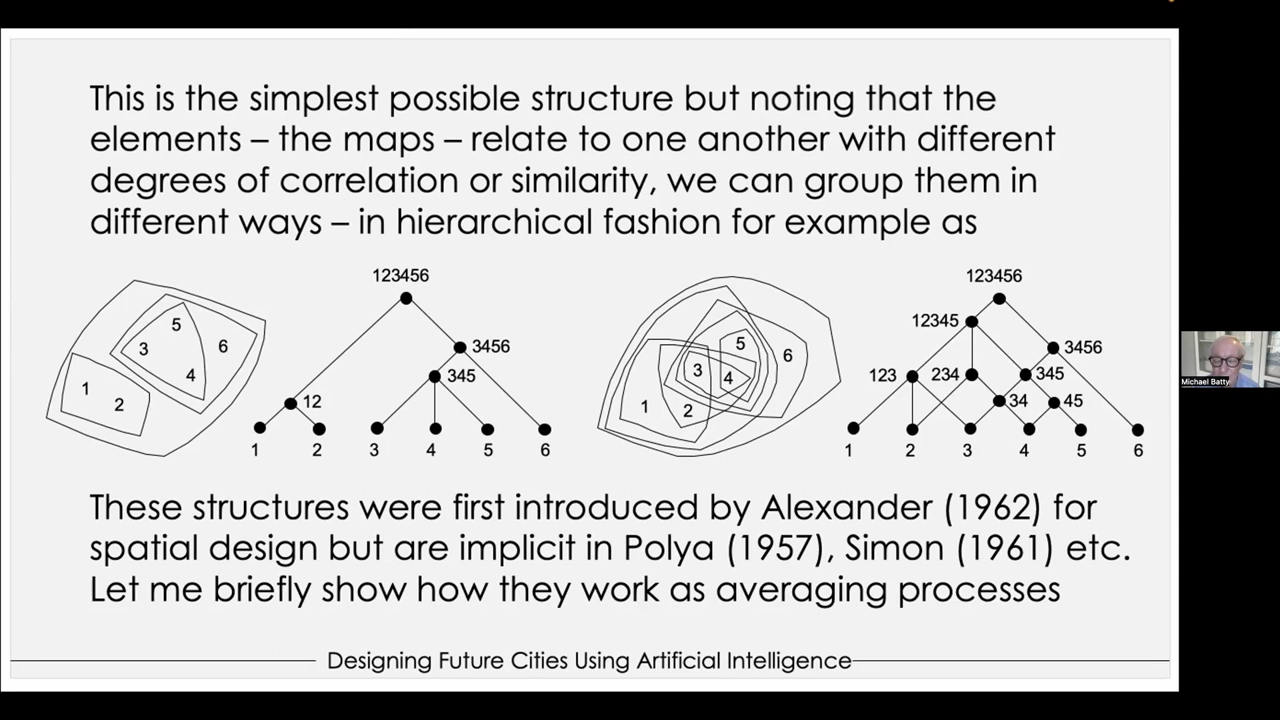 This is the simplest possible structure but noting that the
elements – the maps – relate to one another with different
degrees of correlation or similarity, we can group them in
different ways – in hierarchical fashion for example as
5
3
6
4
1
2
123456
3456
345
12
1 2 3 4 5 6
5
6
3
4
1
2
123456
12345
3456
123 234 345
34 45
1 2 3 4 5 6
Michael Batty
These structures were first introduced by Alexander (1962) for
spatial design but are implicit in Polya (1957), Simon (1961) etc.
Let me briefly show how they work as averaging processes
Designing Future Cities Using Artificial Intelligence